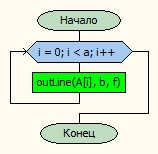 Начало
i = 0; i < a; i++
outLine(A[i], b, f)
Конец